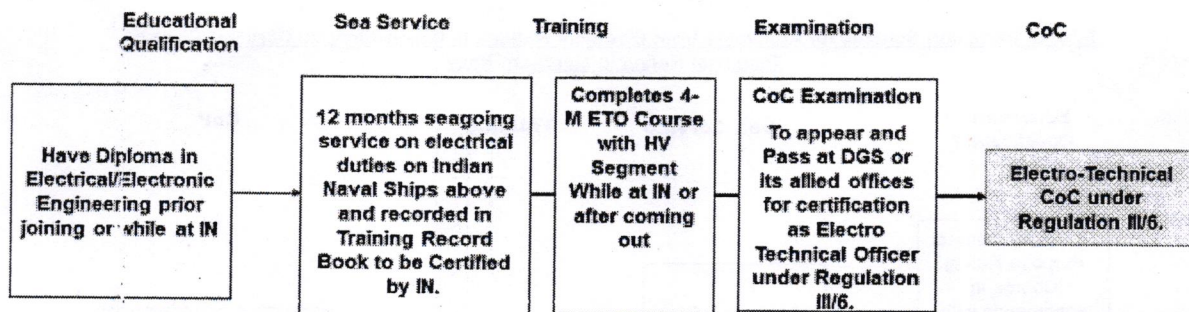 Educational
Qualification
Sea Service
Training
Examination
CoC
Have Diploma in
Electrical/Electronic
Engineering prior
joining or while at IN
12 months seagoing
service on electrical
duties on Indian
Naval Ships above
and recorded in
Training Record
Book to be Certified
by IN.
Completes 4-
M ETO Course
with HV
Segment
While at IN or
after coming
out
CoC Examination
To appear and
Pass at DGS or
its allied offices
for certification
as Electro
Technical Officer
under Regulation
III/6.
Electro-Technical
CoC under
Regulation III/6.